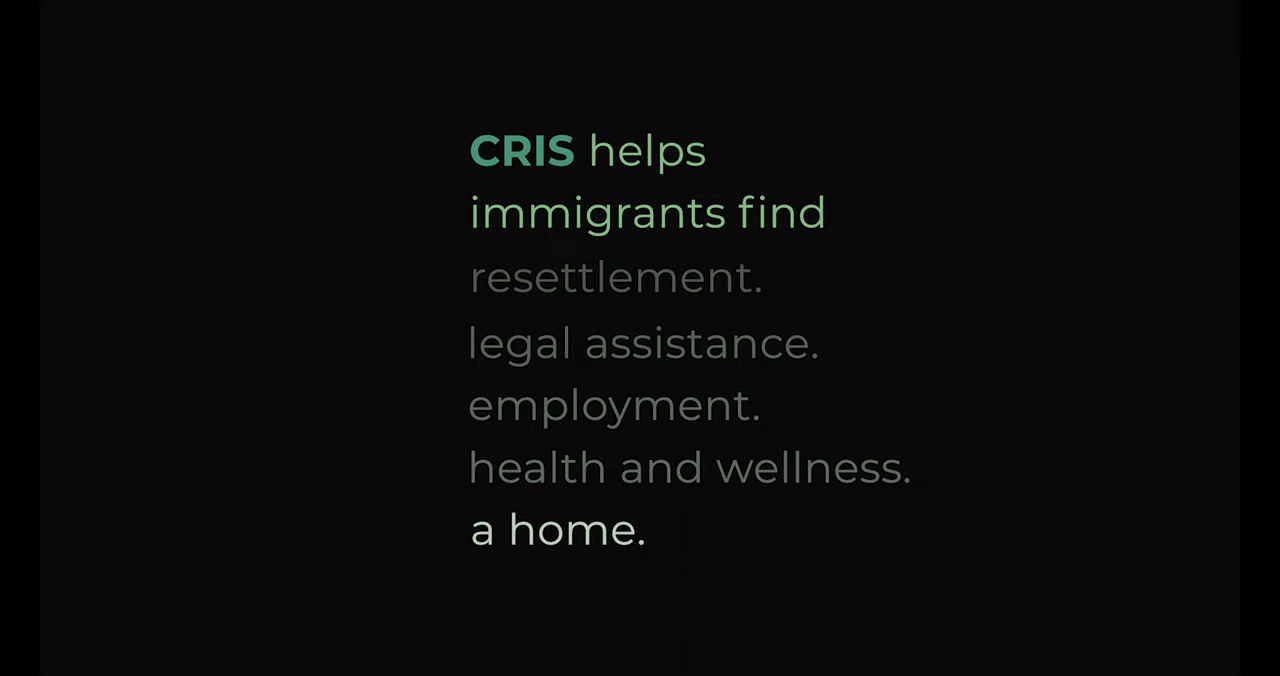 CRIS helps
immigrants find
resettlement.
legal assistance.
employment.
health and wellness.
a home.